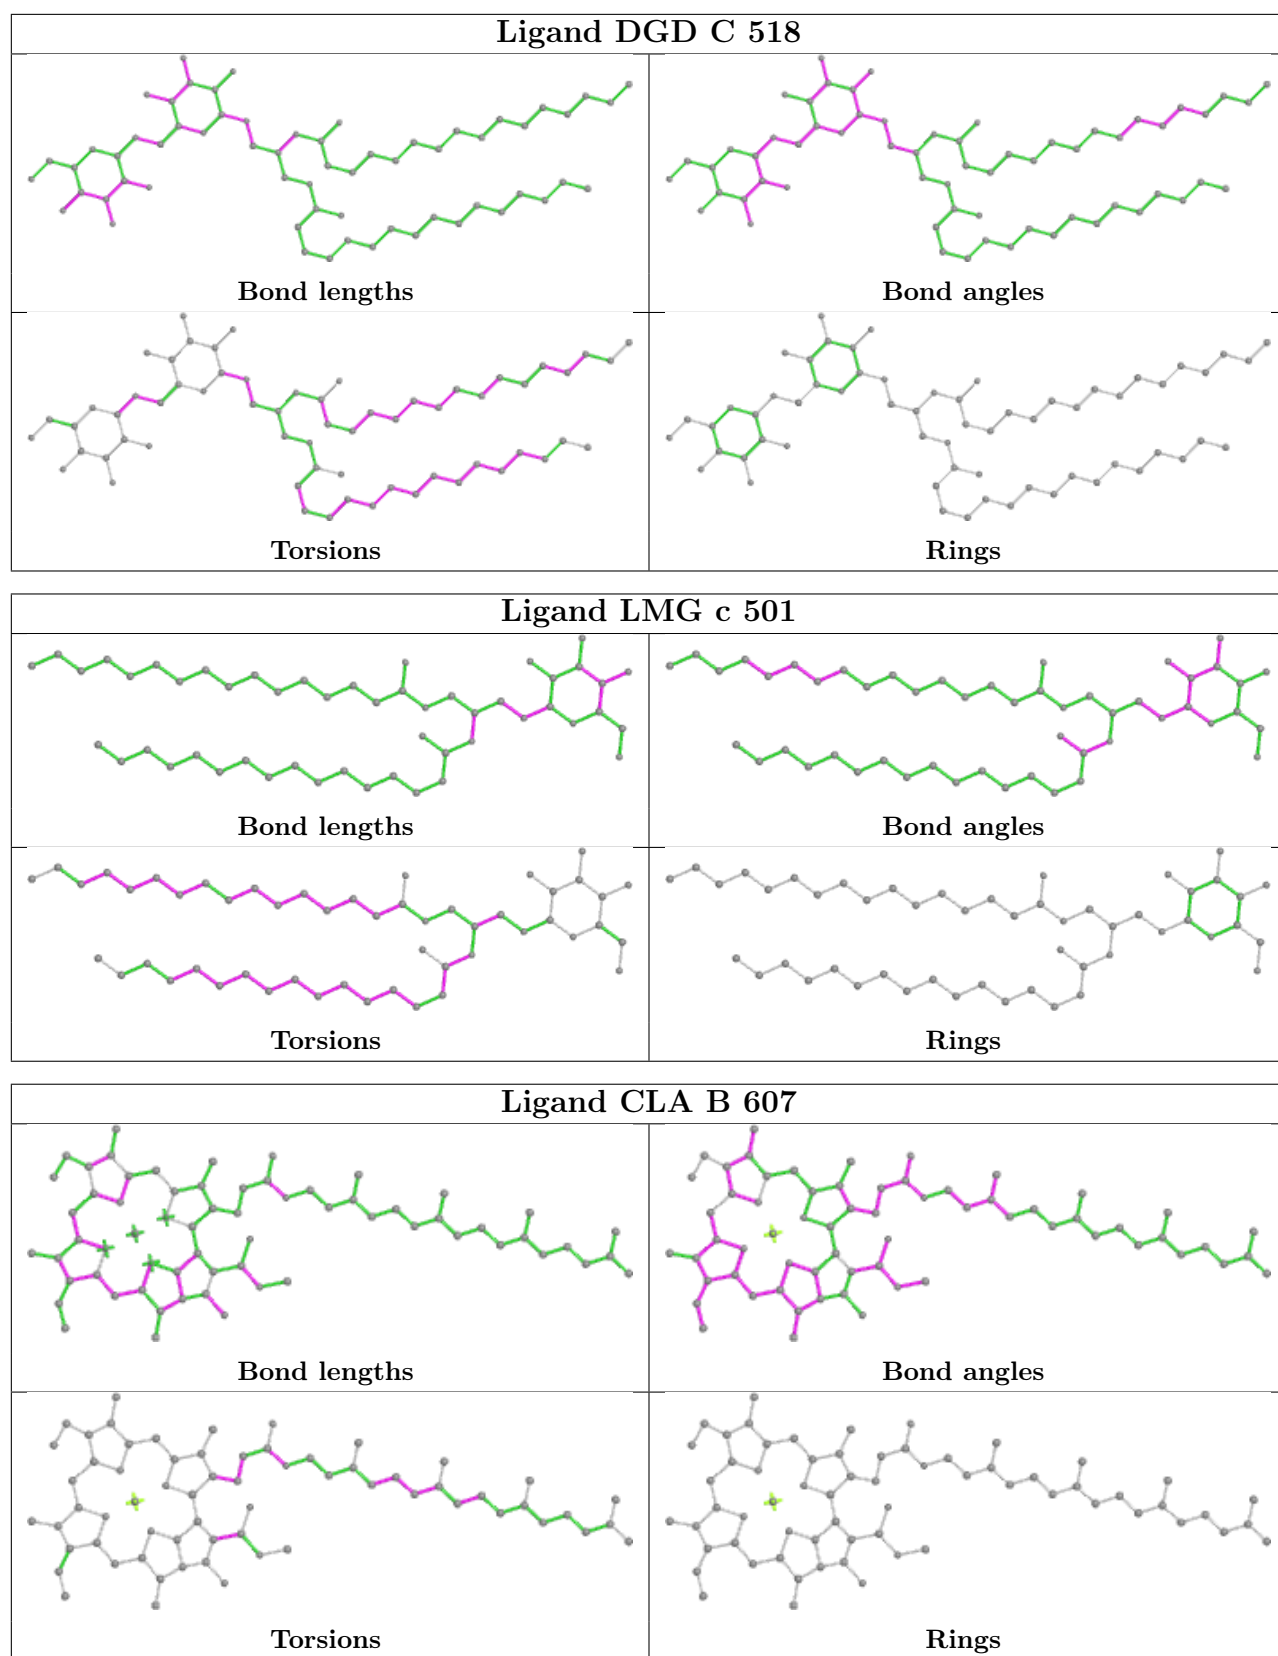 Ligand DGD C 518
Bond lengths
Bond angles
Torsions
Rings
Ligand LMG c 501
Bond lengths
Bond angles
Torsions
Rings
Ligand CLA B 607
Bond lengths
Bond angles
Torsions
Rings